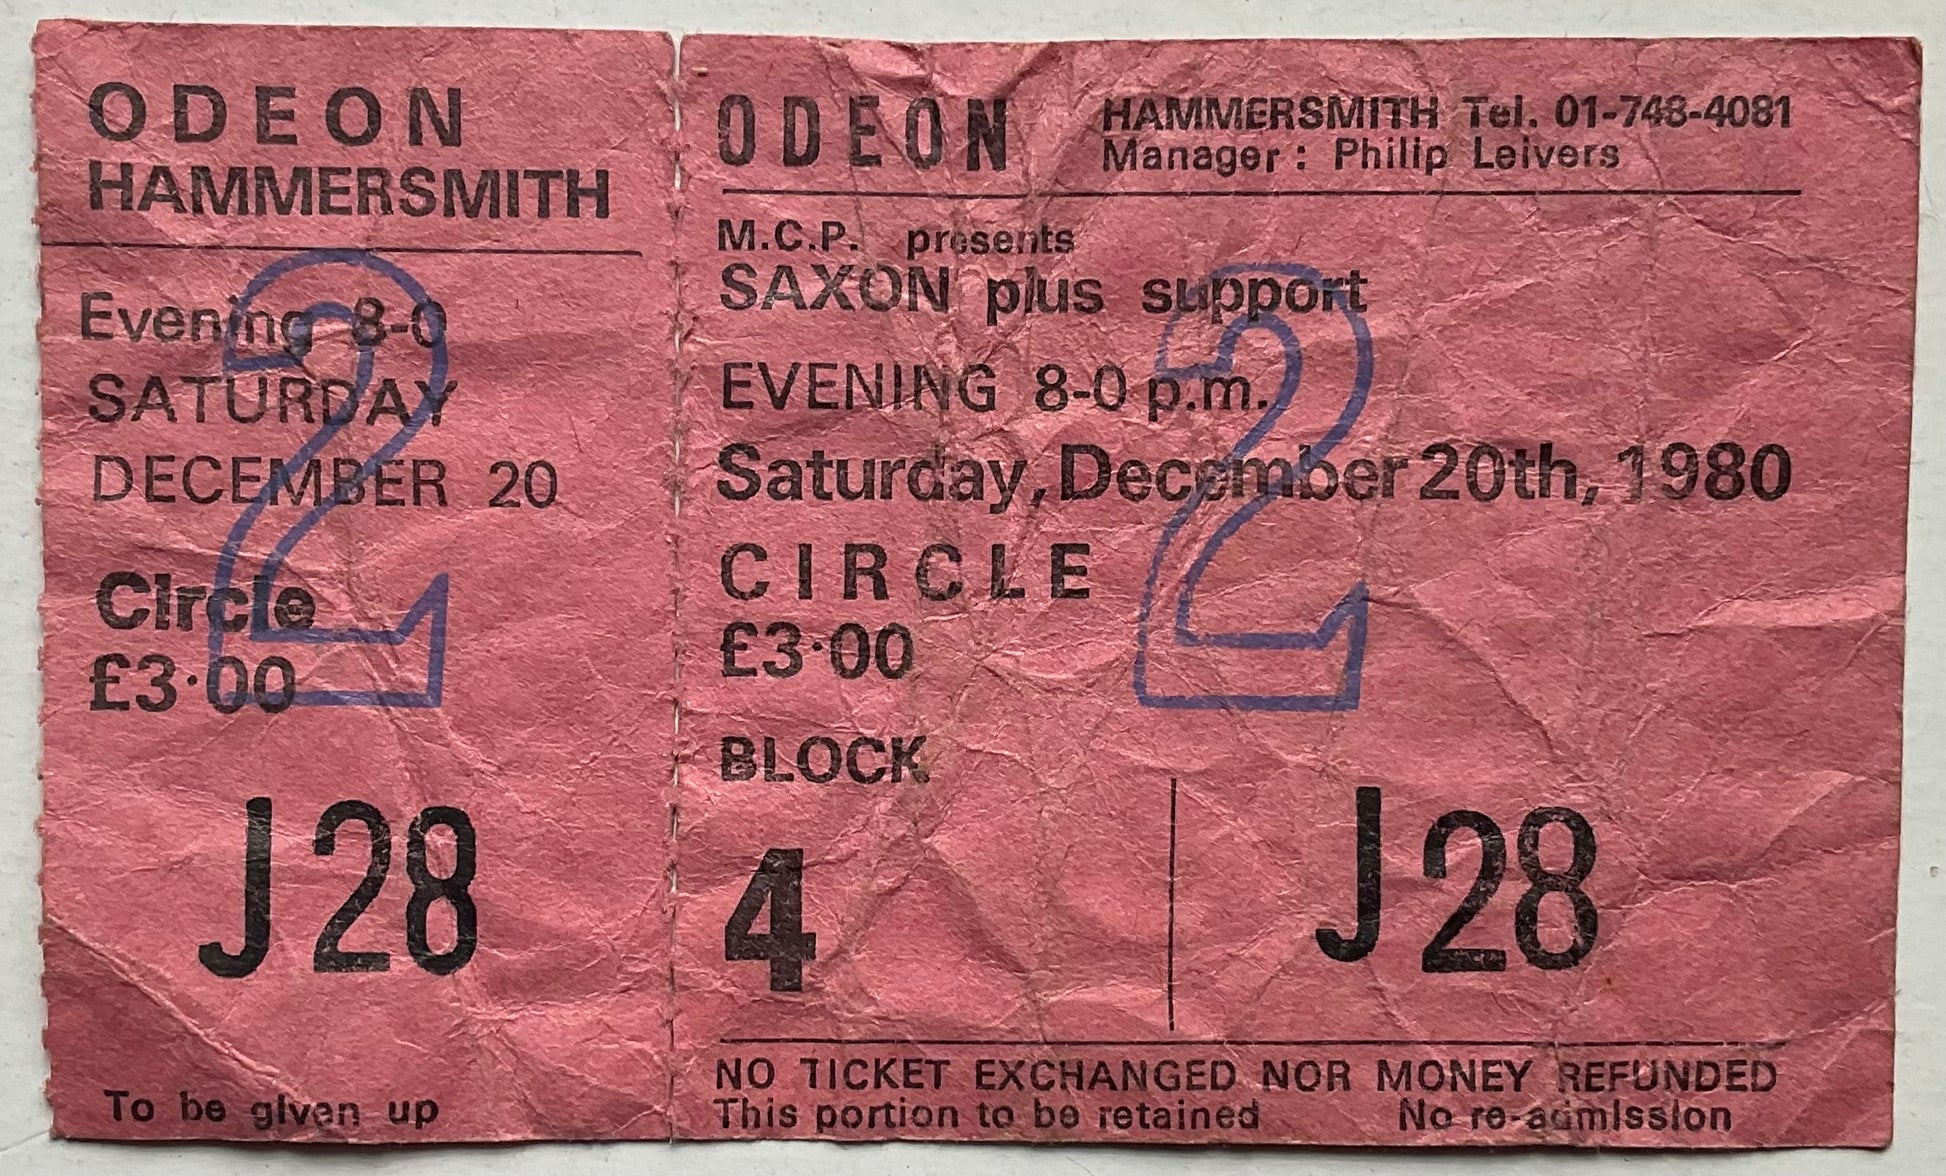 ODEON
HAMMERSMITH
Evening 8-0
SATURDAY
DECEMBER 20
Circle
£3·00
2
J 28
To be given up
ODEON
HAMMERSMITH Tel. 01-748-4081
Manager : Philip Leivers
M.C.P. presents
SAXON plus support
EVENING 8-0 p.m.
Saturday, December 20th, 1980
CIRCLE
£3·00
2
BLOCK
4
J 28
NO TICKET EXCHANGED NOR MONEY REFUNDED
This portion to be retained No re-admission